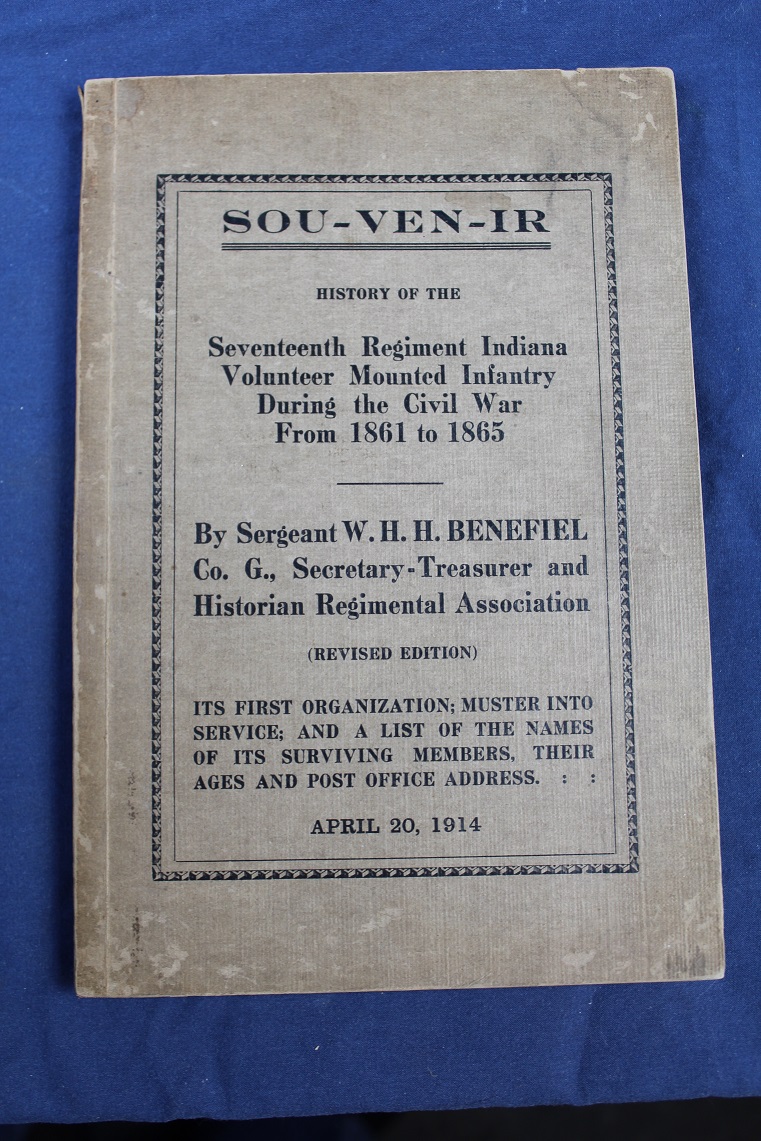 SOU-VEN-IR
HISTORY OF THE
Seventeenth Regiment Indiana
Volunteer Mounted Infantry
During the Civil War
From 1861 to 1865
By Sergeant W. H. H. BENEFIEL
Co. G., Secretary-Treasurer and
Historian Regimental Association
(REVISED EDITION)
ITS FIRST ORGANIZATION; MUSTER INTO
SERVICE; AND A LIST OF THE NAMES
OF ITS SURVIVING MEMBERS, THEIR
AGES AND POST OFFICE ADDRESS. : :
APRIL 20, 1914